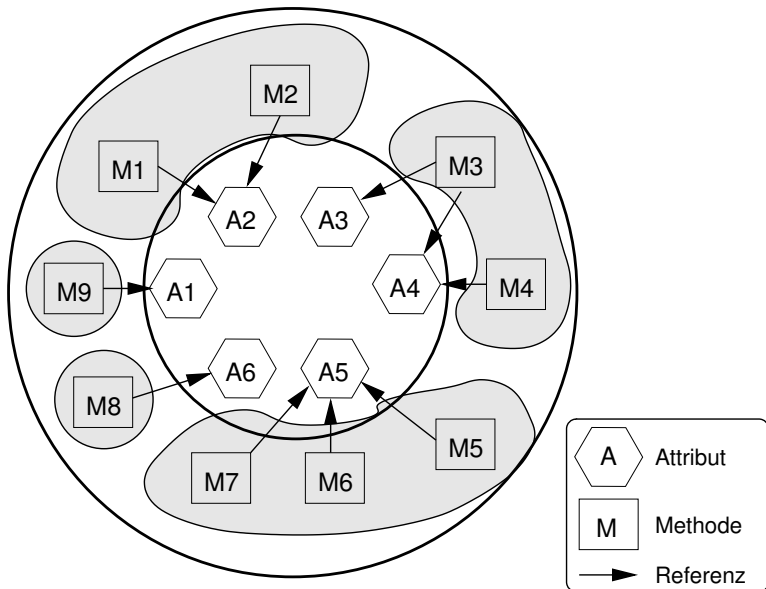 M2
M1
M3
A2
A3
M9
A1
A4
M4
M8
A6
A5
M5
M7
M6
A Attribut
M Methode
Referenz